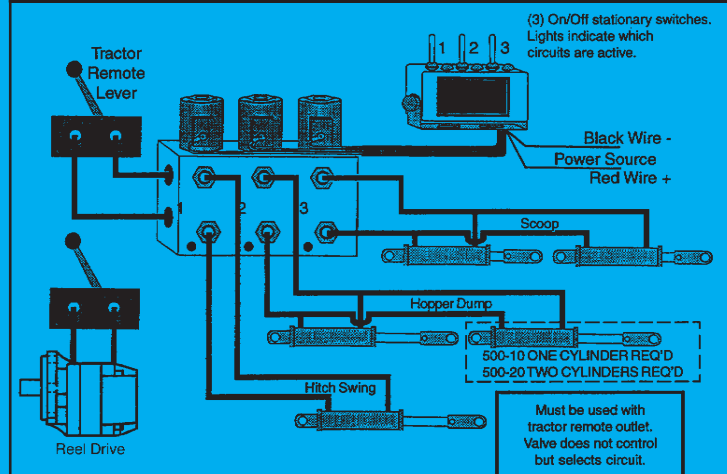 (3) On/Off stationary switches.
Lights indicate which
circuits are active.
Tractor
Remote
Lever
1 2 3
Black Wire -
Power Source
Red Wire +
1 2 3
Scoop
Hopper Dump
500-10 ONE CYLINDER REQ'D
500-20 TWO CYLINDERS REQ'D
Hitch Swing
Must be used with
tractor remote outlet.
Valve does not control
but selects circuit.
Reel Drive